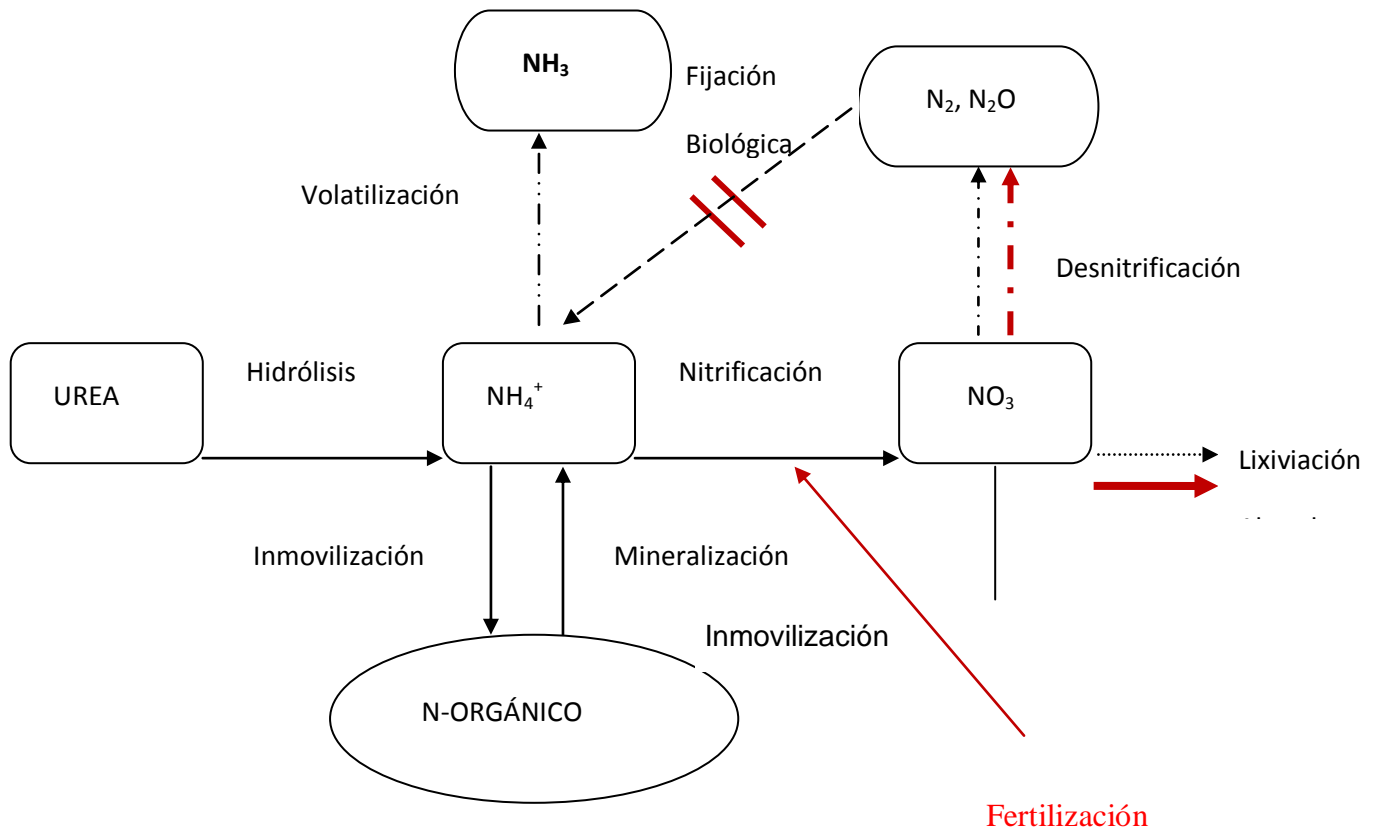 NH₃
Fijación
Biológica
N₂, N₂O
Volatilización
Desnitrificación
UREA
Hidrólisis
NH₄⁺
Nitrificación
NO₃
Lixiviación
Inmovilización
Mineralización
Inmovilización
N-ORGÁNICO
Fertilización